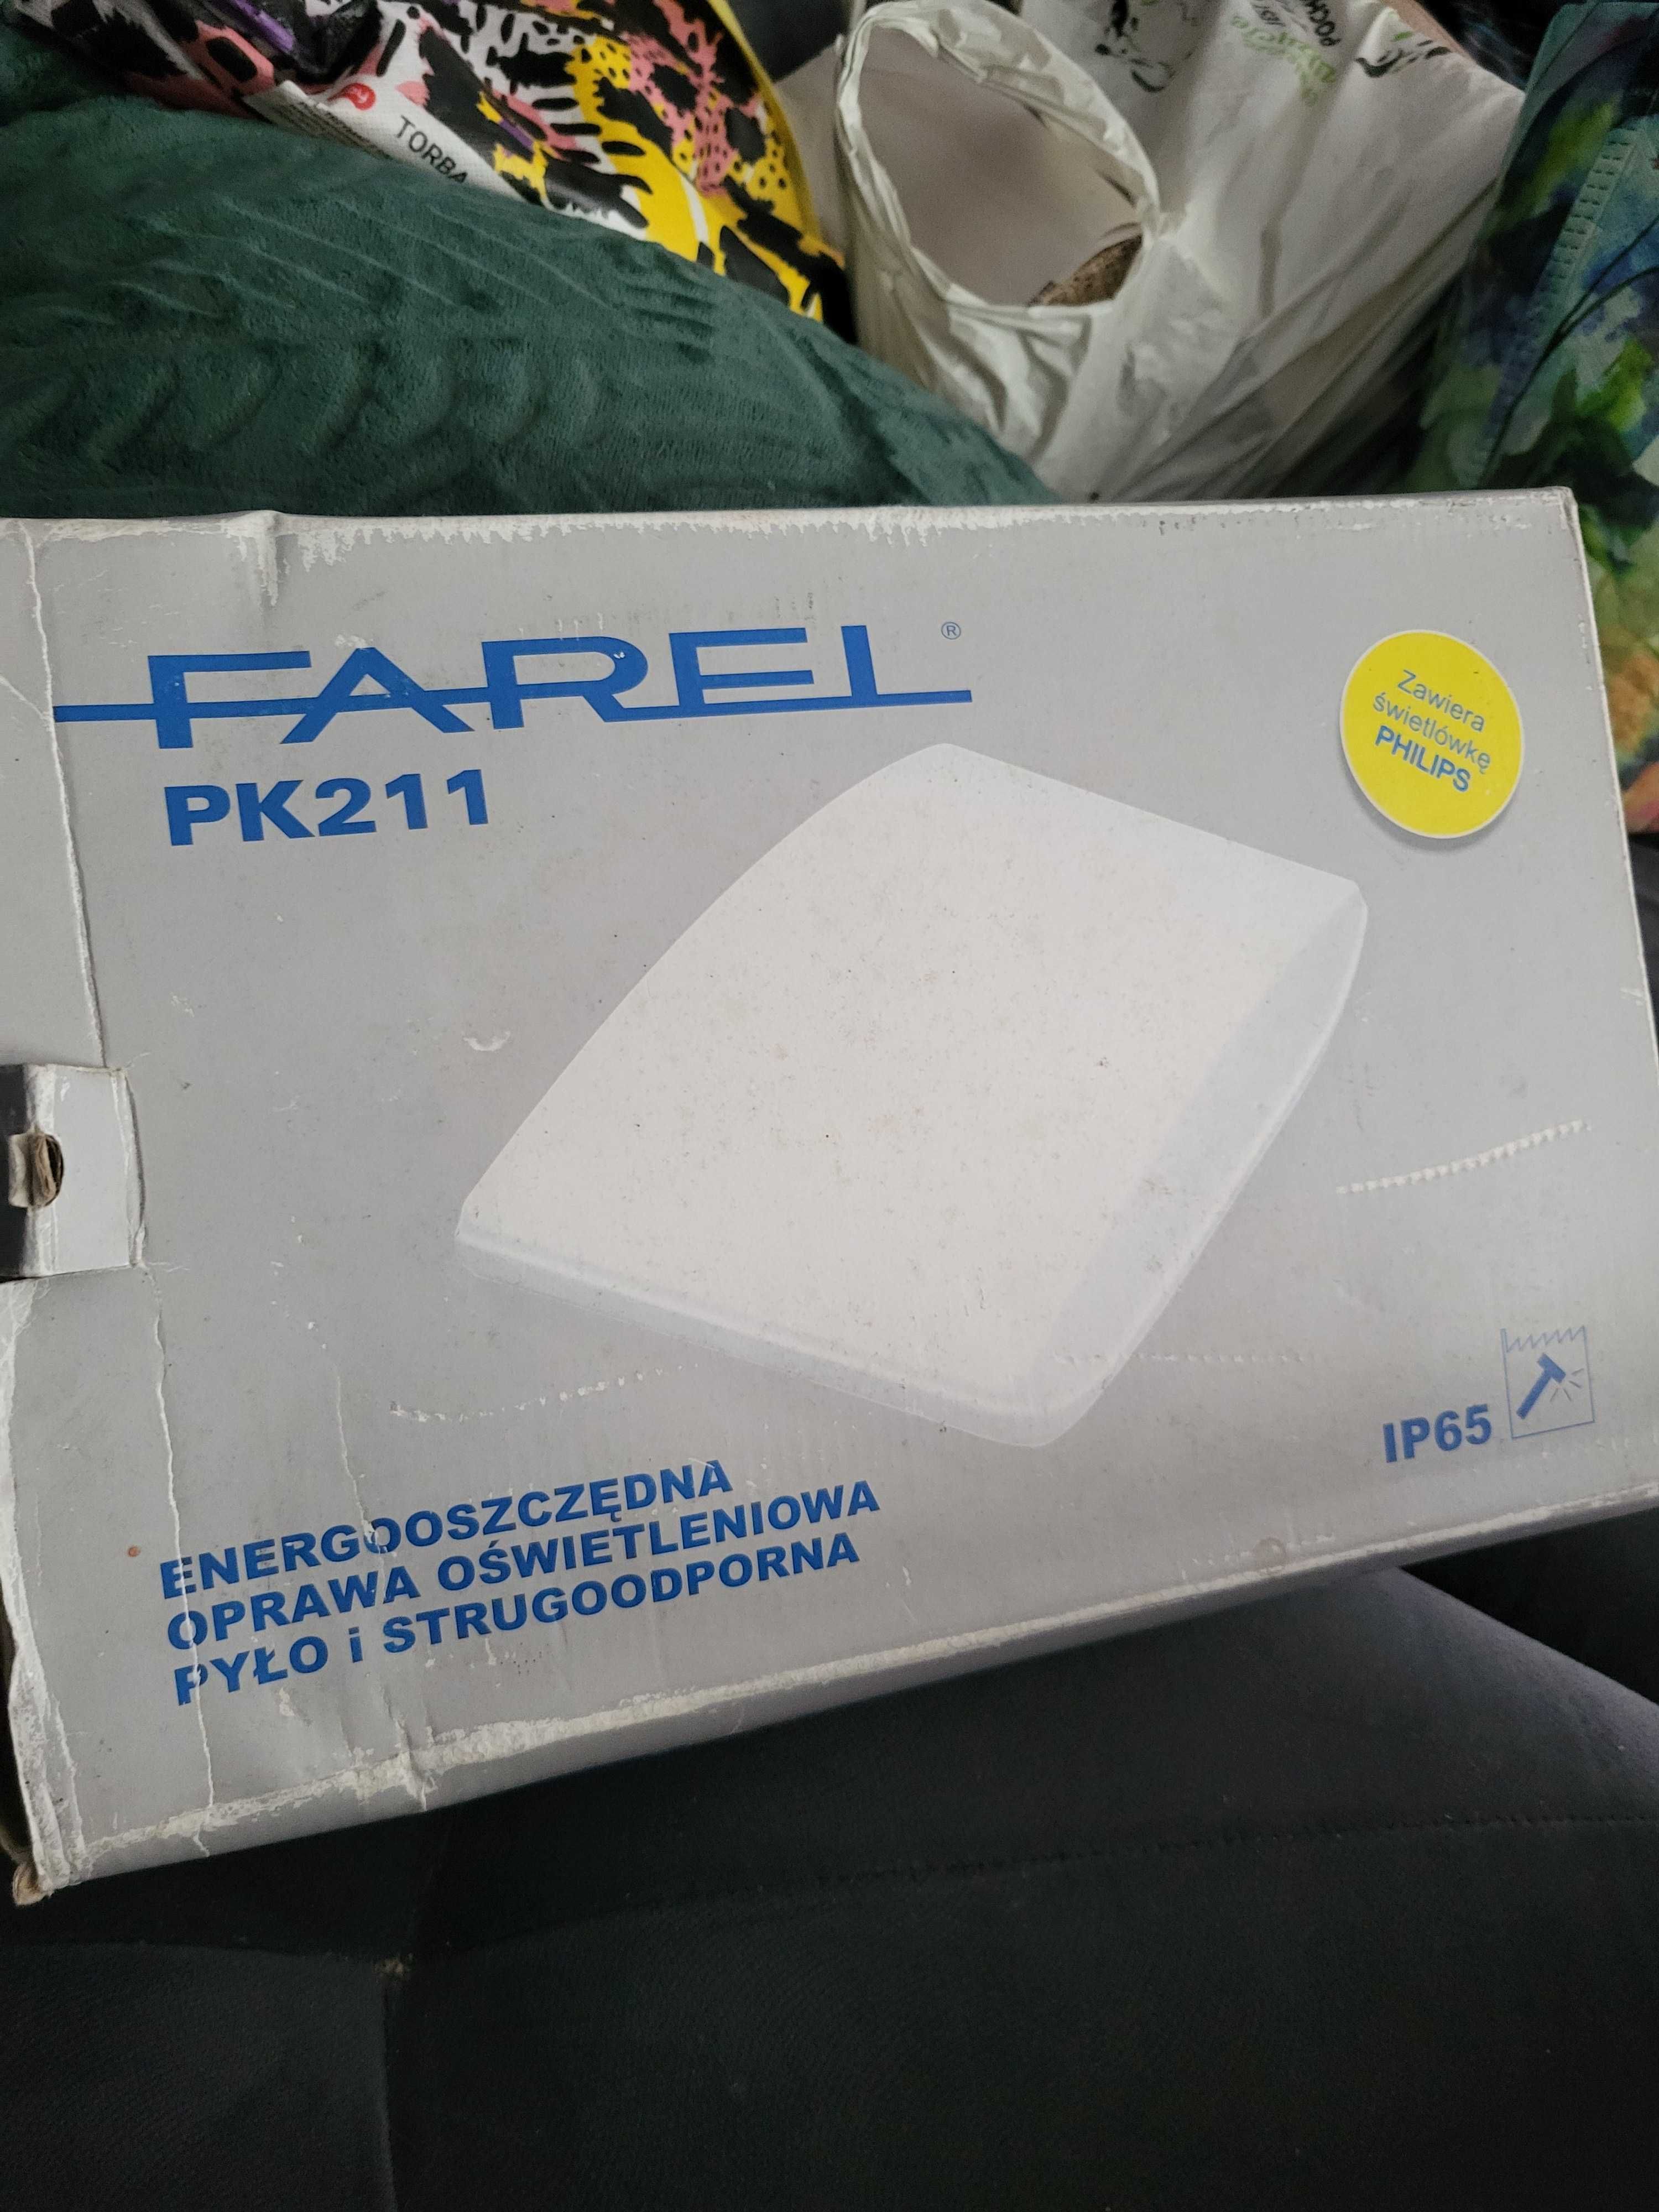 TORBA
FAREL®
PK211
Zawiera
świetlówkę
PHILIPS
IP65
ENERGOOSZCZĘDNA
OPRAWA OŚWIETLENIOWA
PYŁO i STRUGOODPORNA